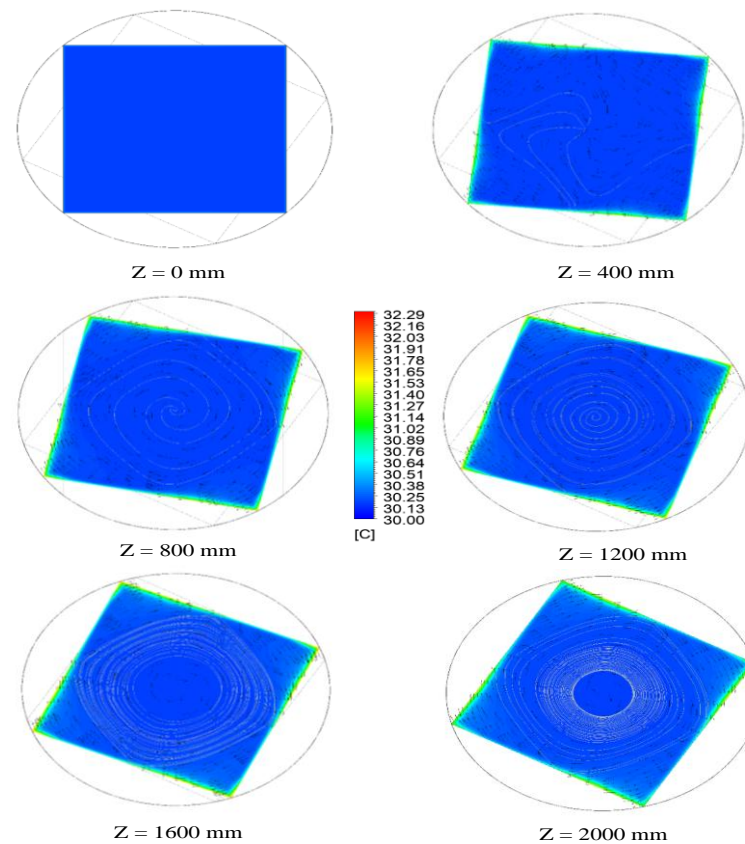 Z = 0 mm
Z = 400 mm
32.29
32.16
32.03
31.91
31.78
31.65
31.53
31.40
31.27
31.14
31.02
30.89
30.76
30.64
30.51
30.38
30.25
30.13
30.00
[C]
Z = 800 mm
Z = 1200 mm
Z = 1600 mm
Z = 2000 mm